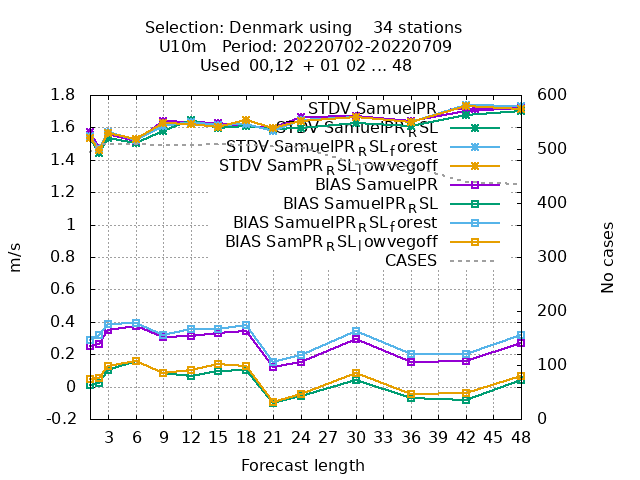 Selection: Denmark using 34 stations
U10m Period: 20220702-20220709
Used 00,12 + 01 02 ... 48
STDV SamuelPR
STDV SamuelPR_RSL
STDV SamuelPR_RSL_forest
STDV SamPR_RSL_lowvegoff
BIAS SamuelPR
BIAS SamuelPR_RSL
BIAS SamuelPR_RSL_forest
BIAS SamPR_RSL_lowvegoff
CASES
1.8
1.6
1.4
1.2
1
0.8
0.6
0.4
0.2
0
-0.2
600
500
400
300
200
100
0
m/s
No cases
3 6 9 12 15 18 21 24 27 30 33 36 39 42 45 48
Forecast length